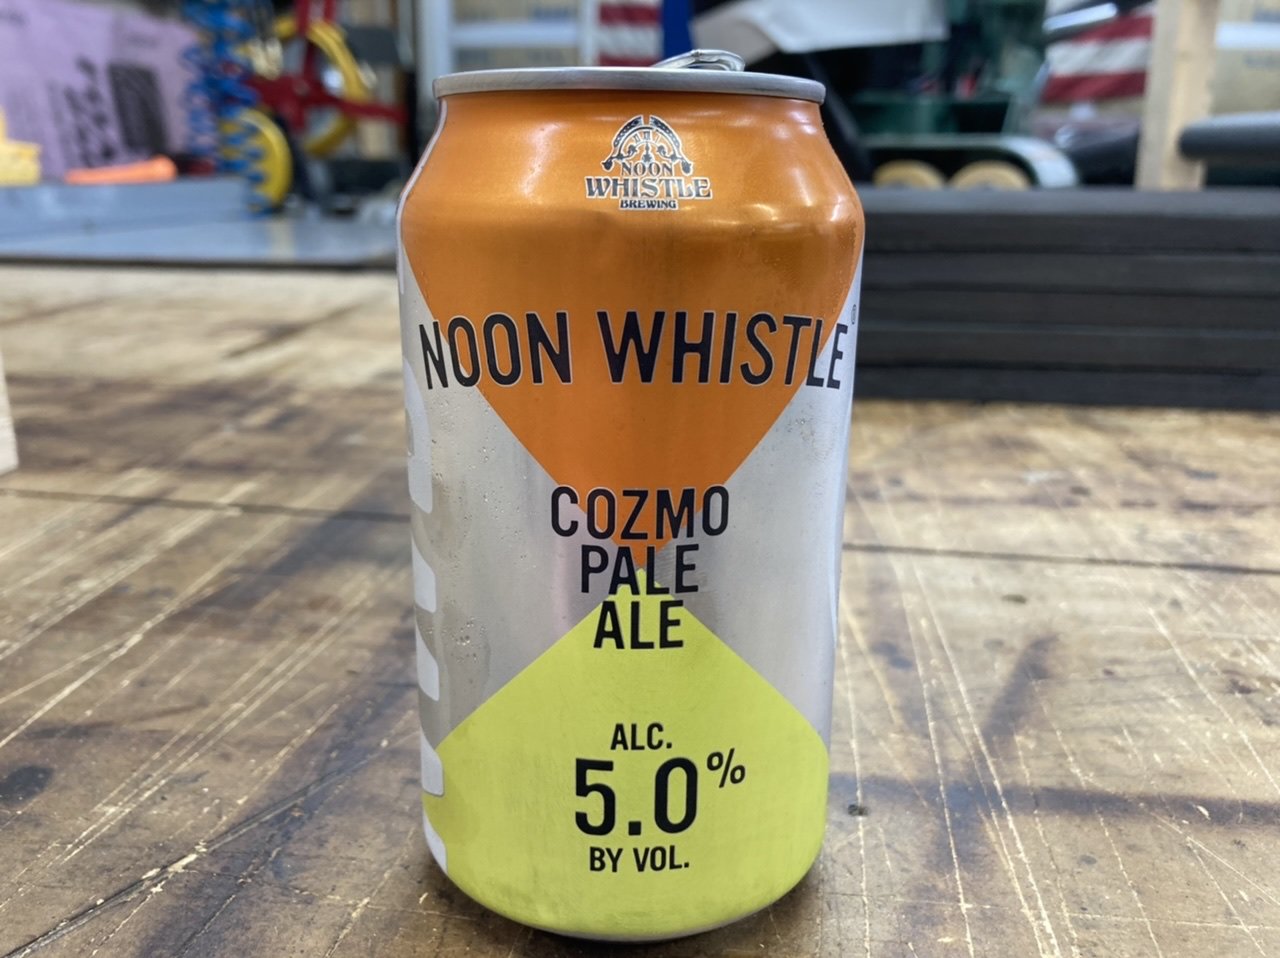 NOON
WHISTLE
BREWING
NOON WHISTLE®
COZMO
PALE
ALE
ALC.
5.0%
BY VOL.